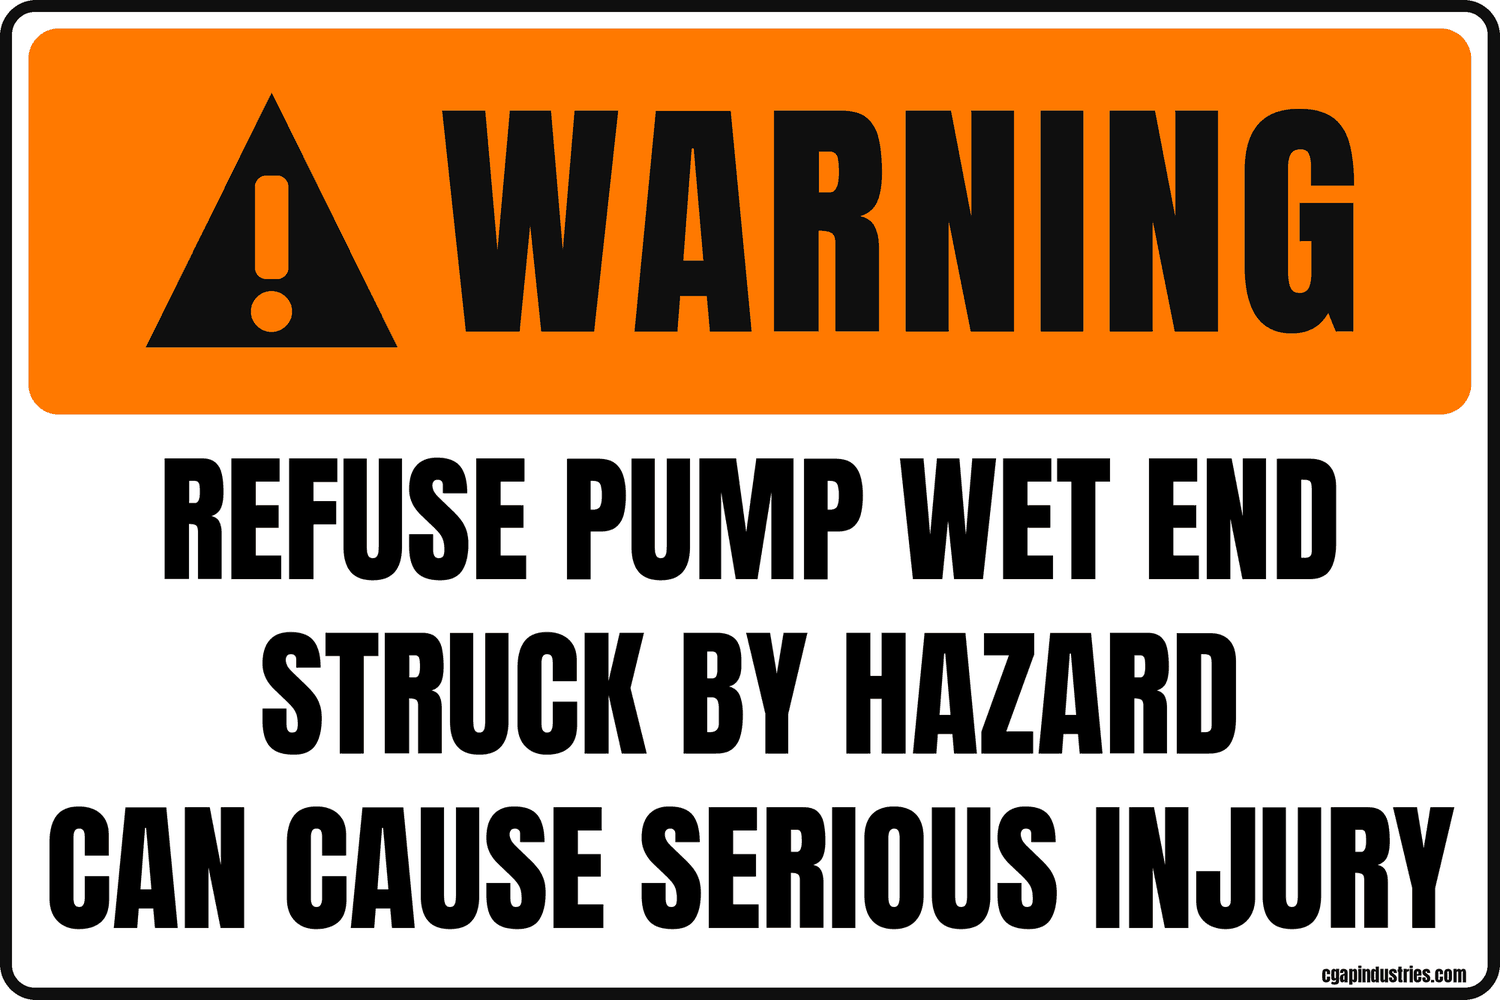 WARNING
REFUSE PUMP WET END
STRUCK BY HAZARD
CAN CAUSE SERIOUS INJURY
cgapindustries.com